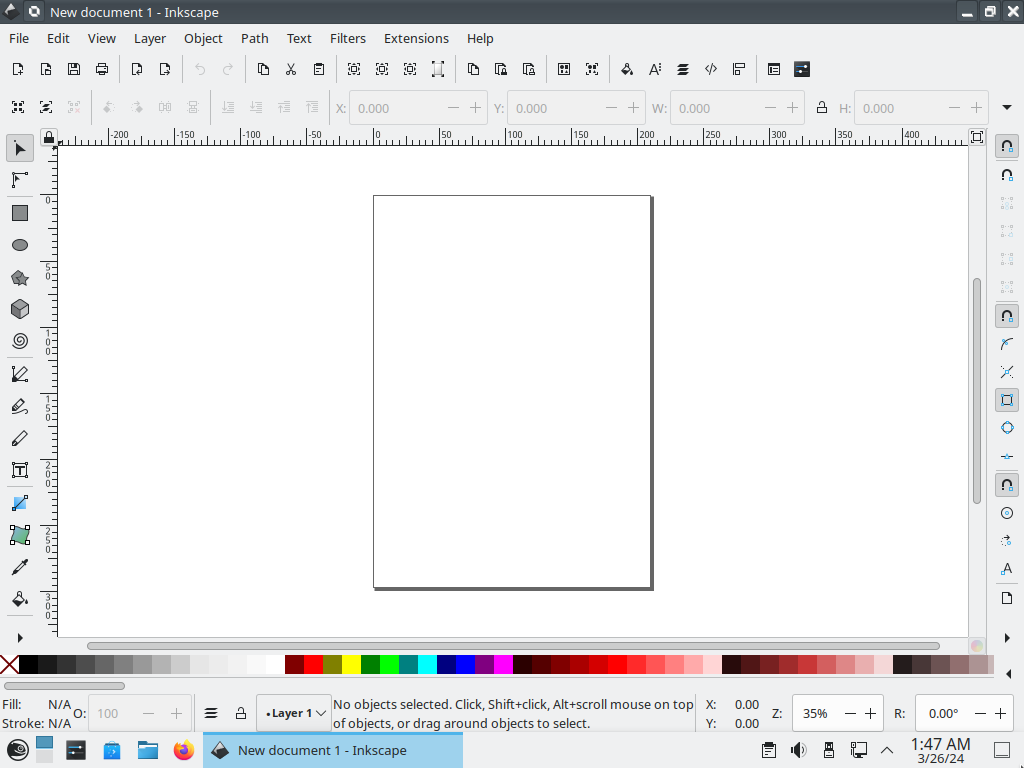 New document 1 - Inkscape
File Edit View Layer Object Path Text Filters Extensions Help
X: 0.000 Y: 0.000 W: 0.000 H: 0.000
-200 -150 -100 -50 0 50 100 150 200 250 300 350 400
0
50
100
150
200
250
300
Fill: N/A
Stroke: N/A
O: 100
•Layer 1
No objects selected. Click, Shift+click, Alt+scroll mouse on top
of objects, or drag around objects to select.
X: 0.00
Y: 0.00
Z: 35%
R: 0.00°
New document 1 - Inkscape
1:47 AM
3/26/24